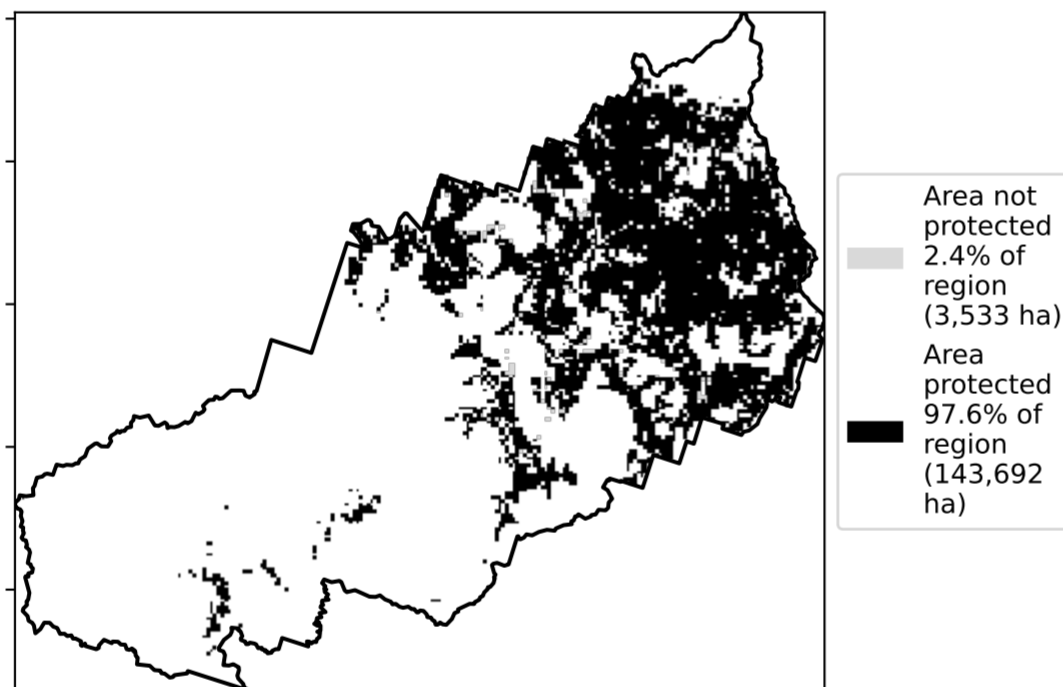 Area not
protected
2.4% of
region
(3,533 ha)
Area
protected
97.6% of
region
(143,692
ha)